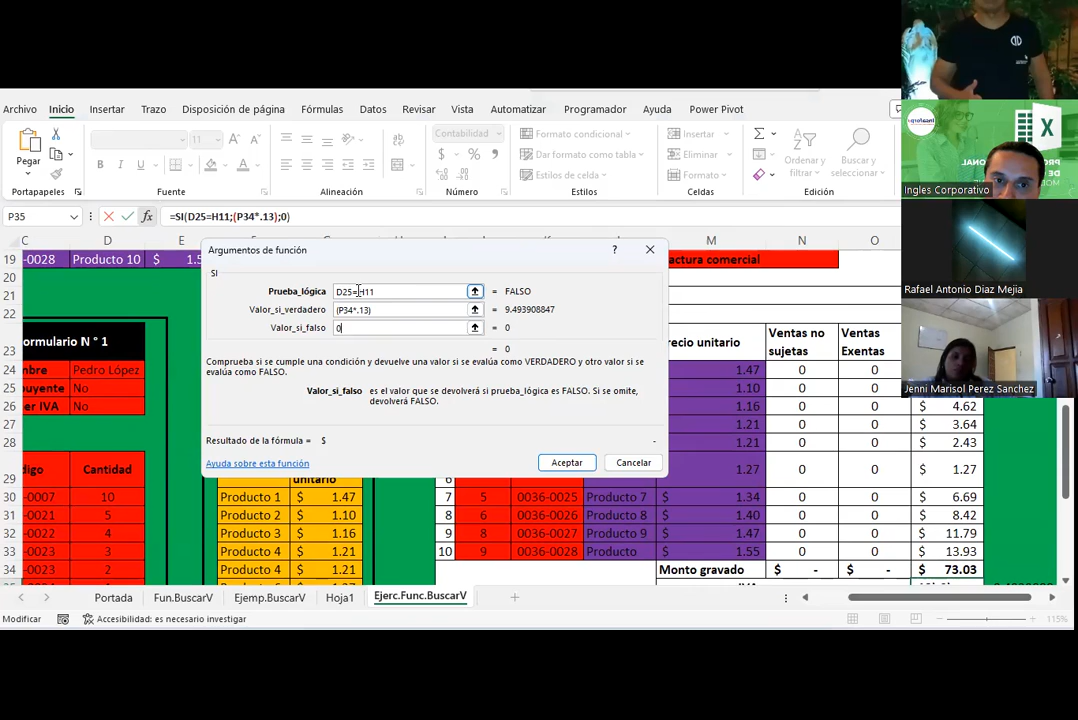 Archivo Inicio Insertar Trazo Disposición de página Fórmulas Datos Revisar Vista Automatizar Programador Ayuda Power Pivot
Pegar
11
N K S
Contabilidad
$ % 000
Formato condicional
Dar formato como tabla
Estilos de celda
Insertar
Eliminar
Formato
Ordenar y filtrar
Buscar y seleccionar
Portapapeles Fuente Alineación Número Estilos Celdas Edición
P35 fx =SI(D25=H11;(P34*.13);0)
C D E M N O
19 -0028 Producto 10 $ factura comercial
20
21
22
23 ormulario N ° 1
24 Pedro López
25 No
26 er IVA No
27
28
29 Cantidad
30 -0007 10
31 -0021 5
32 -0023 4
33 -0023 3
34 2
Argumentos de función ?
SI
Prueba_lógica D25=H11 = FALSO
Valor_si_verdadero (P34*.13) = 9.493908847
Valor_si_falso 0 = 0
= 0
Comprueba si se cumple una condición y devuelve una valor si se evalúa como VERDADERO y otro valor si se
evalúa como FALSO.
Valor_si_falso es el valor que se devolverá si prueba_lógica es FALSO. Si se omite,
devolverá FALSO.
Resultado de la fórmula = $ -
Ayuda sobre esta función Aceptar Cancelar
unitario
Producto 1 $ 1.47
Producto 2 $ 1.10
Producto 3 $ 1.16
Producto 4 $ 1.21
Producto 4 $ 1.21
recio unitario Ventas no sujetas Ventas Exentas
1.47 0 0
1.10 0 0
1.16 0 0 $ 4.62
1.21 0 0 $ 3.64
1.21 0 0 $ 2.43
6 1.27 0 0 $ 1.27
7 5 0036-0025 Producto 7 $ 1.34 0 0 $ 6.69
8 6 0036-0026 Producto 8 $ 1.40 0 0 $ 8.42
9 8 0036-0027 Producto 9 $ 1.47 0 0 $ 11.79
10 9 0036-0028 Producto $ 1.55 0 0 $ 13.93
Monto gravado $ - $ - $ 73.03
Portada Fun.BuscarV Ejemp.BuscarV Hoja1 Ejerc.Func.BuscarV
Modificar Accesibilidad: es necesario investigar 115%
Ingles Corporativo
Rafael Antonio Diaz Mejia
Jenni Marisol Perez Sanchez